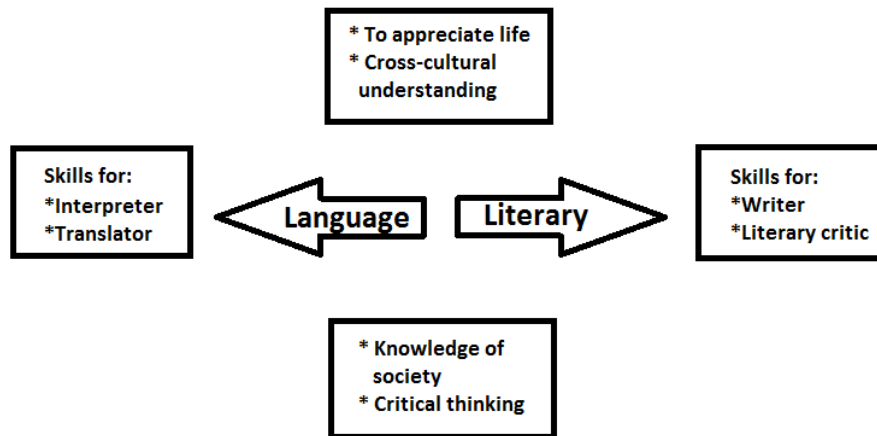 * To appreciate life
* Cross-cultural
understanding
Skills for:
*Interpreter
*Translator
Language
Literary
Skills for:
*Writer
*Literary critic
* Knowledge of
society
* Critical thinking